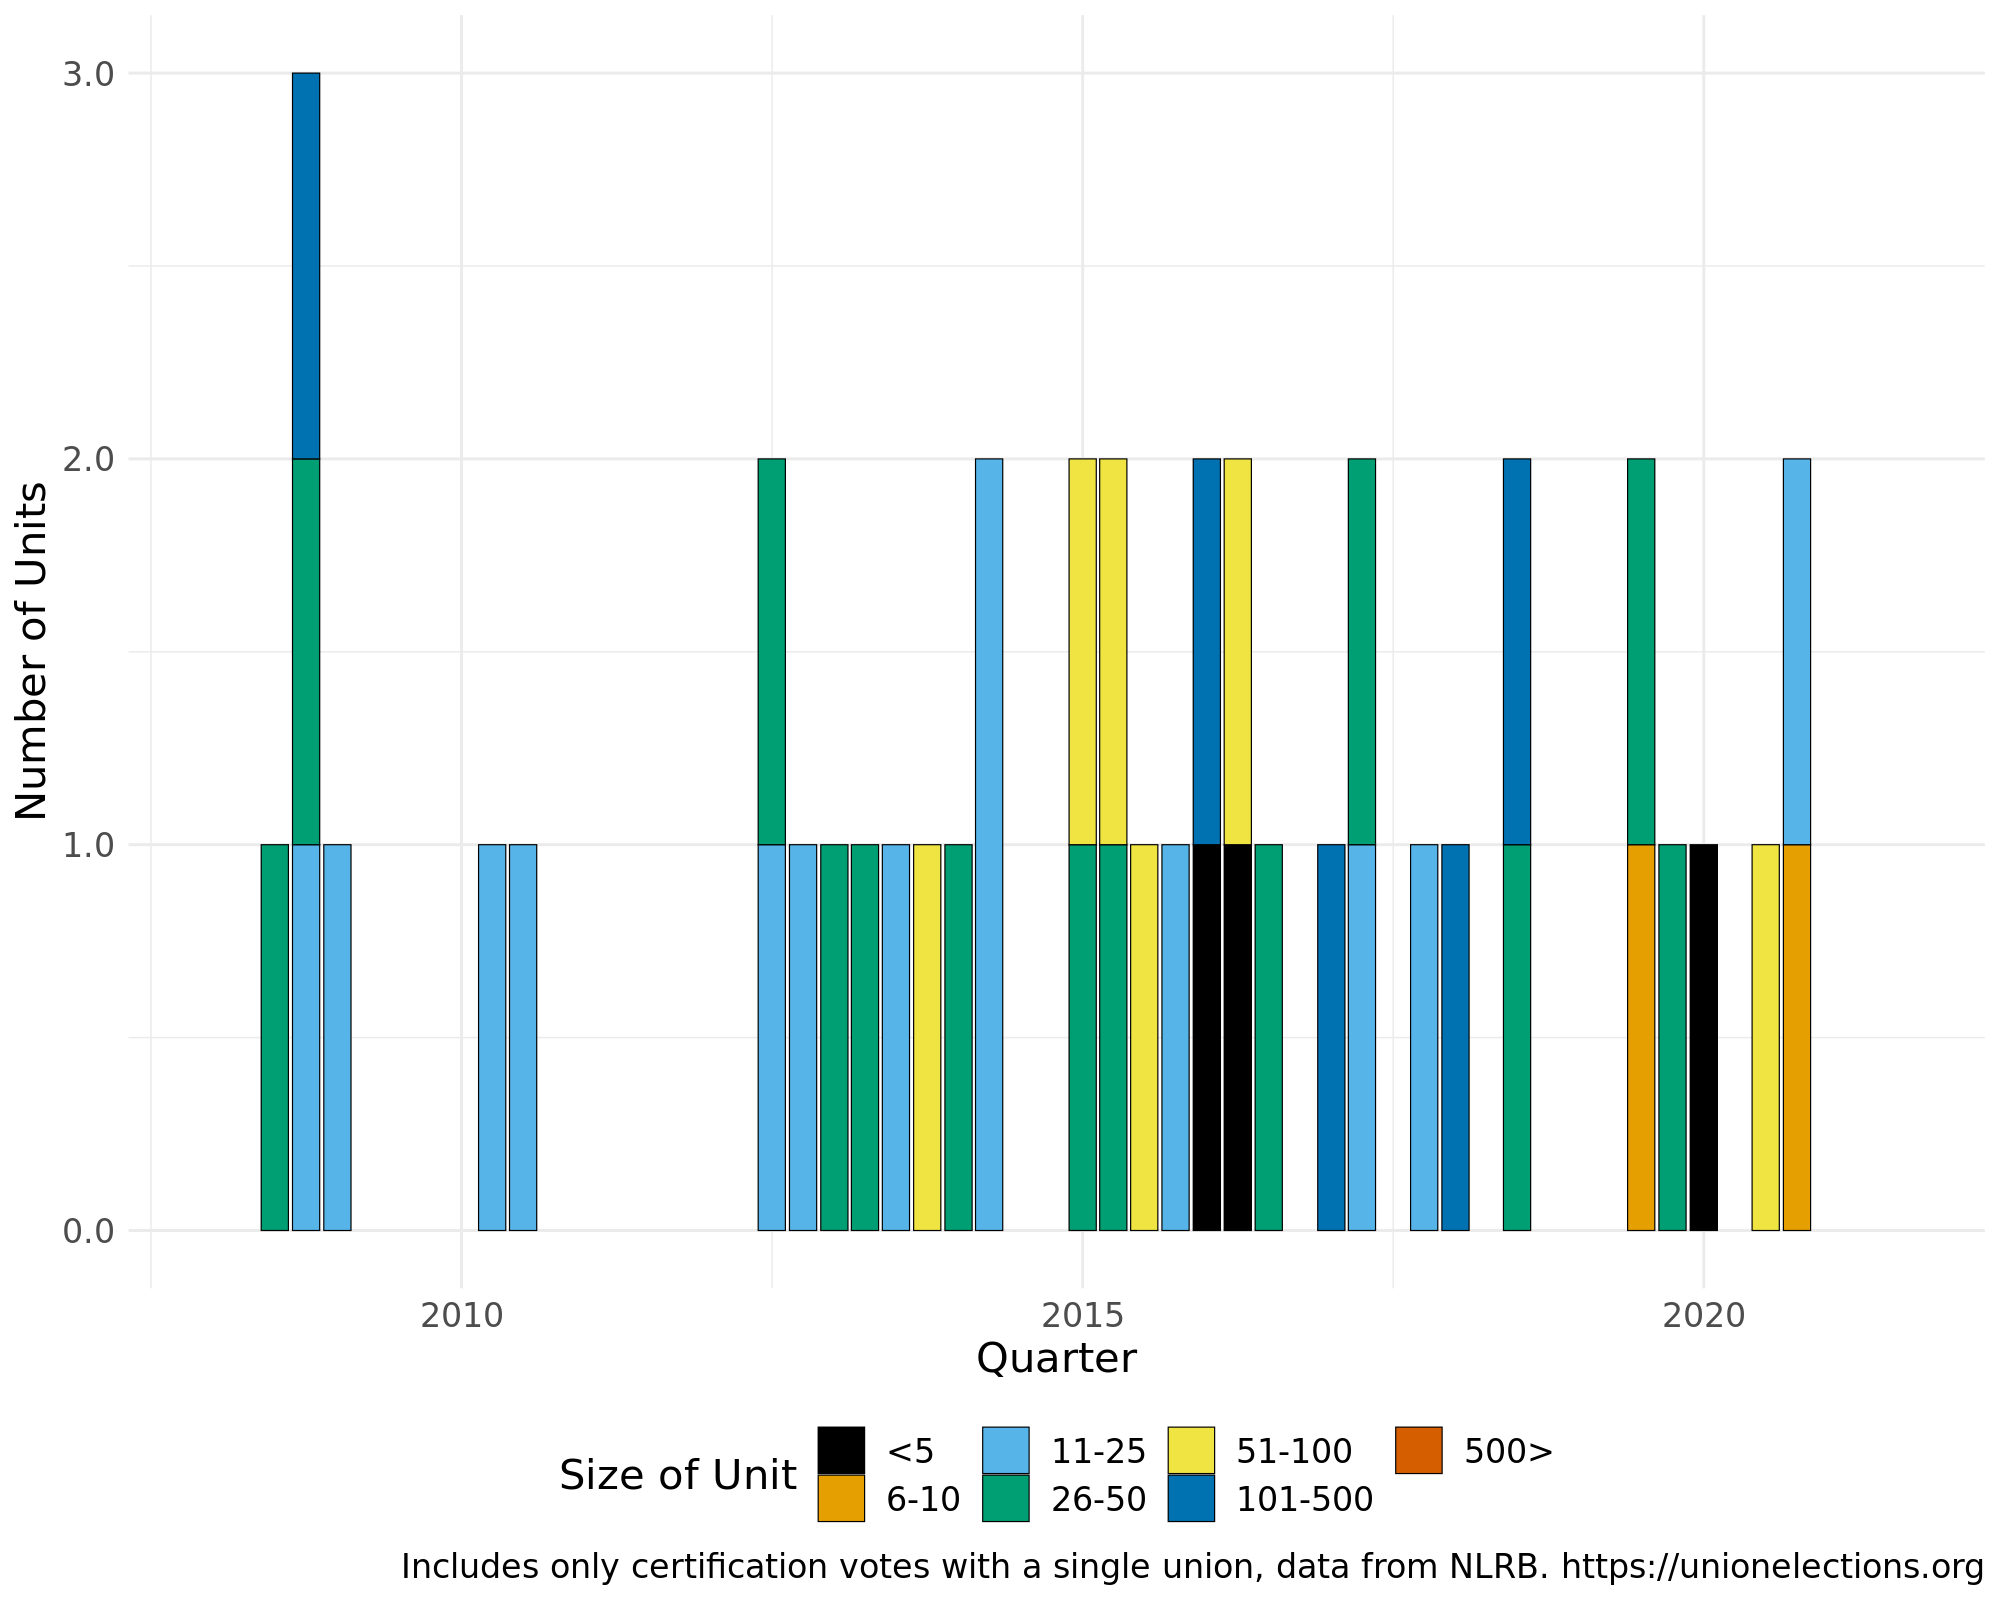 3.0
2.0
1.0
0.0
Number of Units
2010 2015 2020
Quarter
Size of Unit
<5 11-25 51-100 500>
6-10 26-50 101-500
Includes only certification votes with a single union, data from NLRB. https://unionelections.org